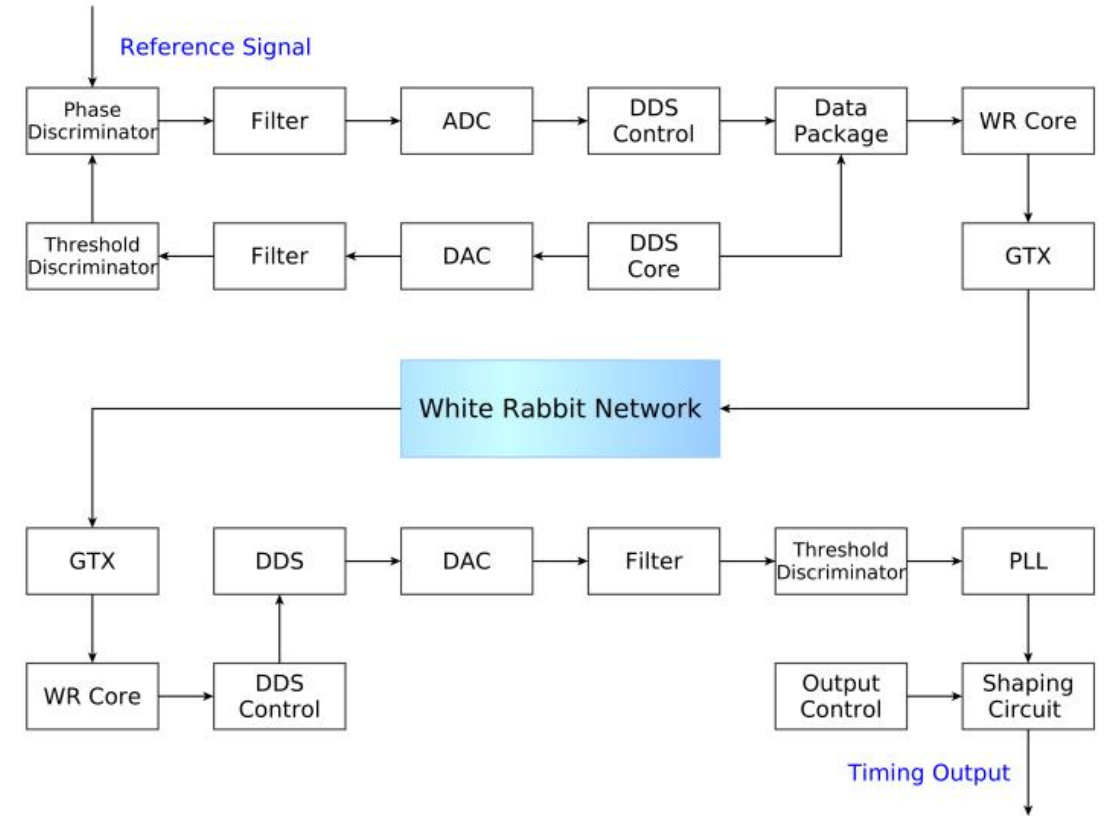 Reference Signal
Phase
Discriminator
Filter
ADC
DDS
Control
Data
Package
WR Core
Threshold
Discriminator
Filter
DAC
DDS
Core
GTX
White Rabbit Network
GTX
DDS
DAC
Filter
Threshold
Discriminator
PLL
WR Core
DDS
Control
Output
Control
Shaping
Circuit
Timing Output